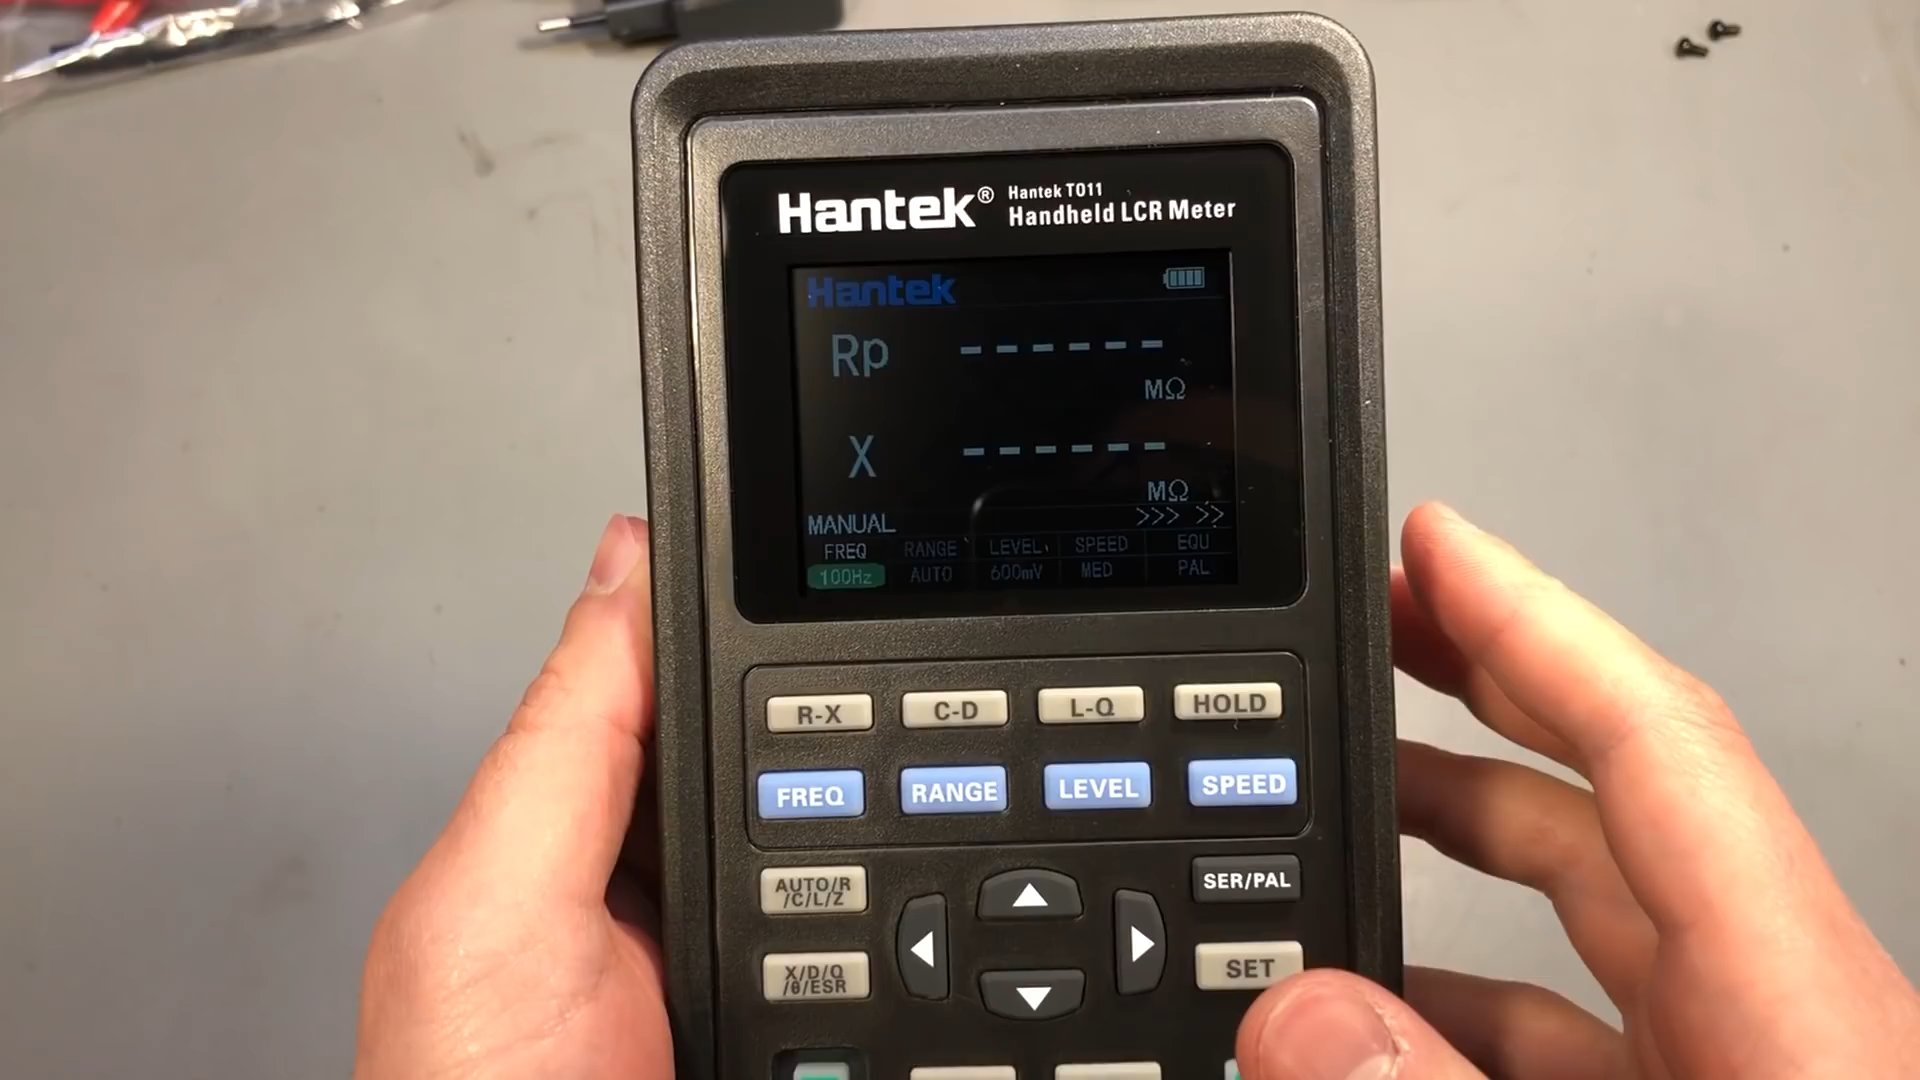 Hantek® Hantek TO11
Handheld LCR Meter
Hantek
Rp ------
MΩ
X ------
MΩ
MANUAL >>> >>
FREQ RANGE LEVEL SPEED EQU
100Hz AUTO 600mV MED PAL
R-X C-D L-Q HOLD
FREQ RANGE LEVEL SPEED
AUTO/R
/C/L/Z
SER/PAL
X/D/Q
/θ/ESR
SET